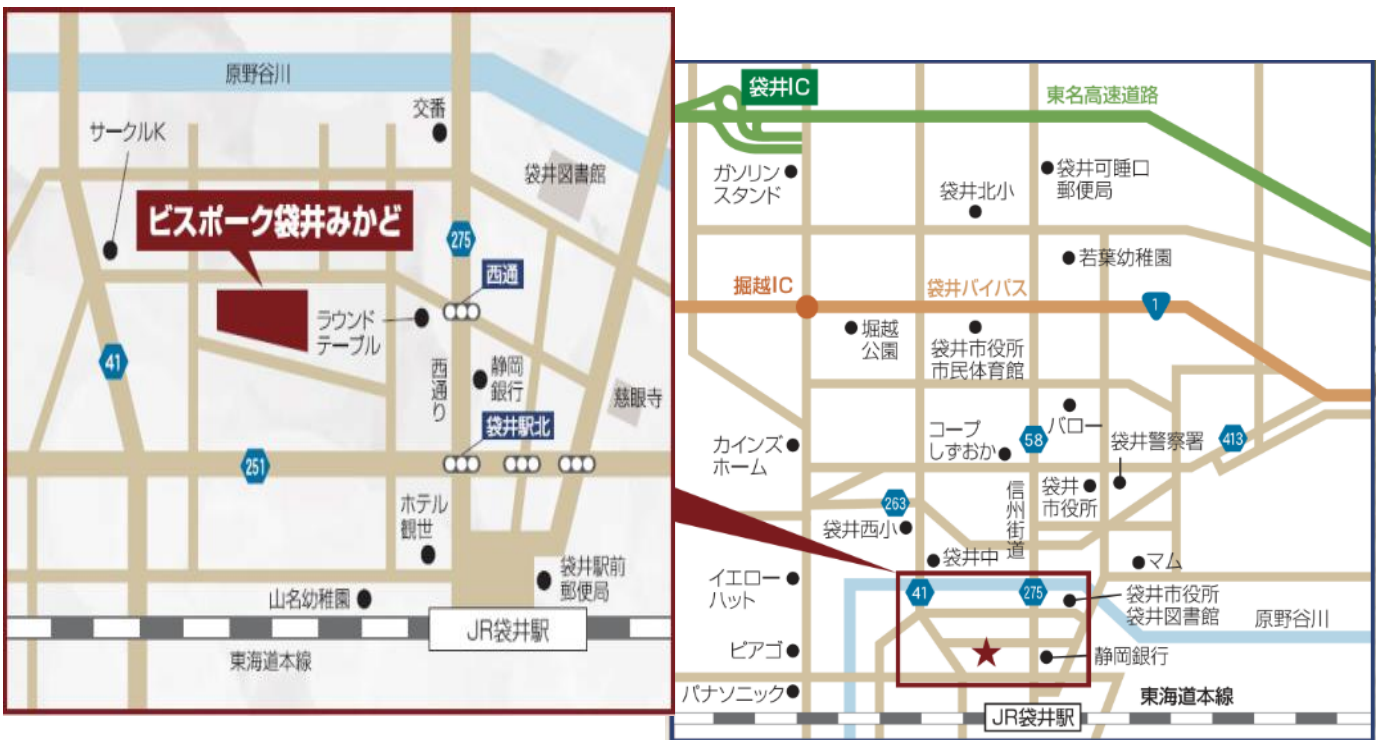 原野谷川
交番
サークルK
袋井図書館
ビスポーク袋井みかど
275
西通
ラウンド
テーブル
41
西通り
静岡
銀行
慈眼寺
袋井駅北
251
ホテル
観世
袋井駅前
郵便局
山名幼稚園
JR袋井駅
東海道本線
袋井IC
東名高速道路
ガソリン
スタンド
袋井北小
袋井可睡口
郵便局
若葉幼稚園
堀越IC
袋井バイパス
1
堀越
公園
袋井市役所
市民体育館
バロー
カインズ
ホーム
コープ
しずおか
58
袋井警察署
413
263
信州街道
袋井
市役所
袋井西小
袋井中
マム
イエロー
ハット
41
275
袋井市役所
袋井図書館
原野谷川
ピアゴ
静岡銀行
パナソニック
東海道本線
JR袋井駅